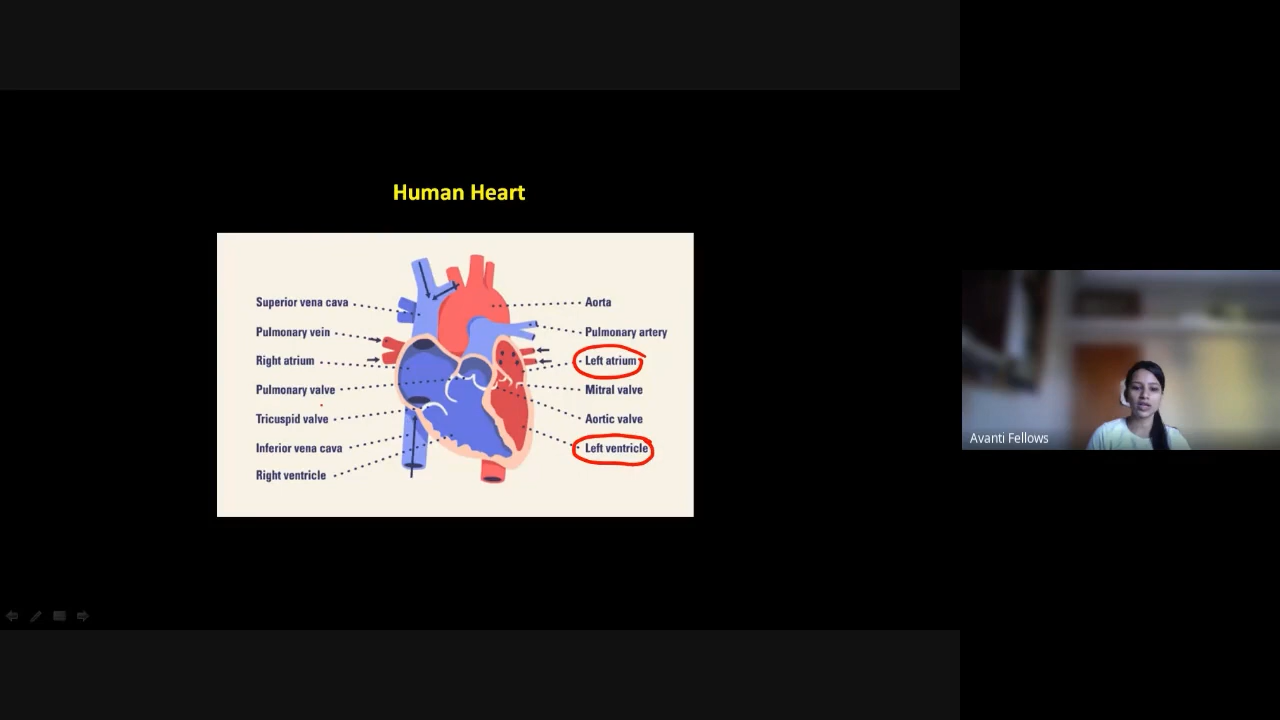 Human Heart
Superior vena cava
Pulmonary vein
Right atrium
Pulmonary valve
Tricuspid valve
Inferior vena cava
Right ventricle
Aorta
Pulmonary artery
Left atrium
Mitral valve
Aortic valve
Left ventricle
Avanti Fellows